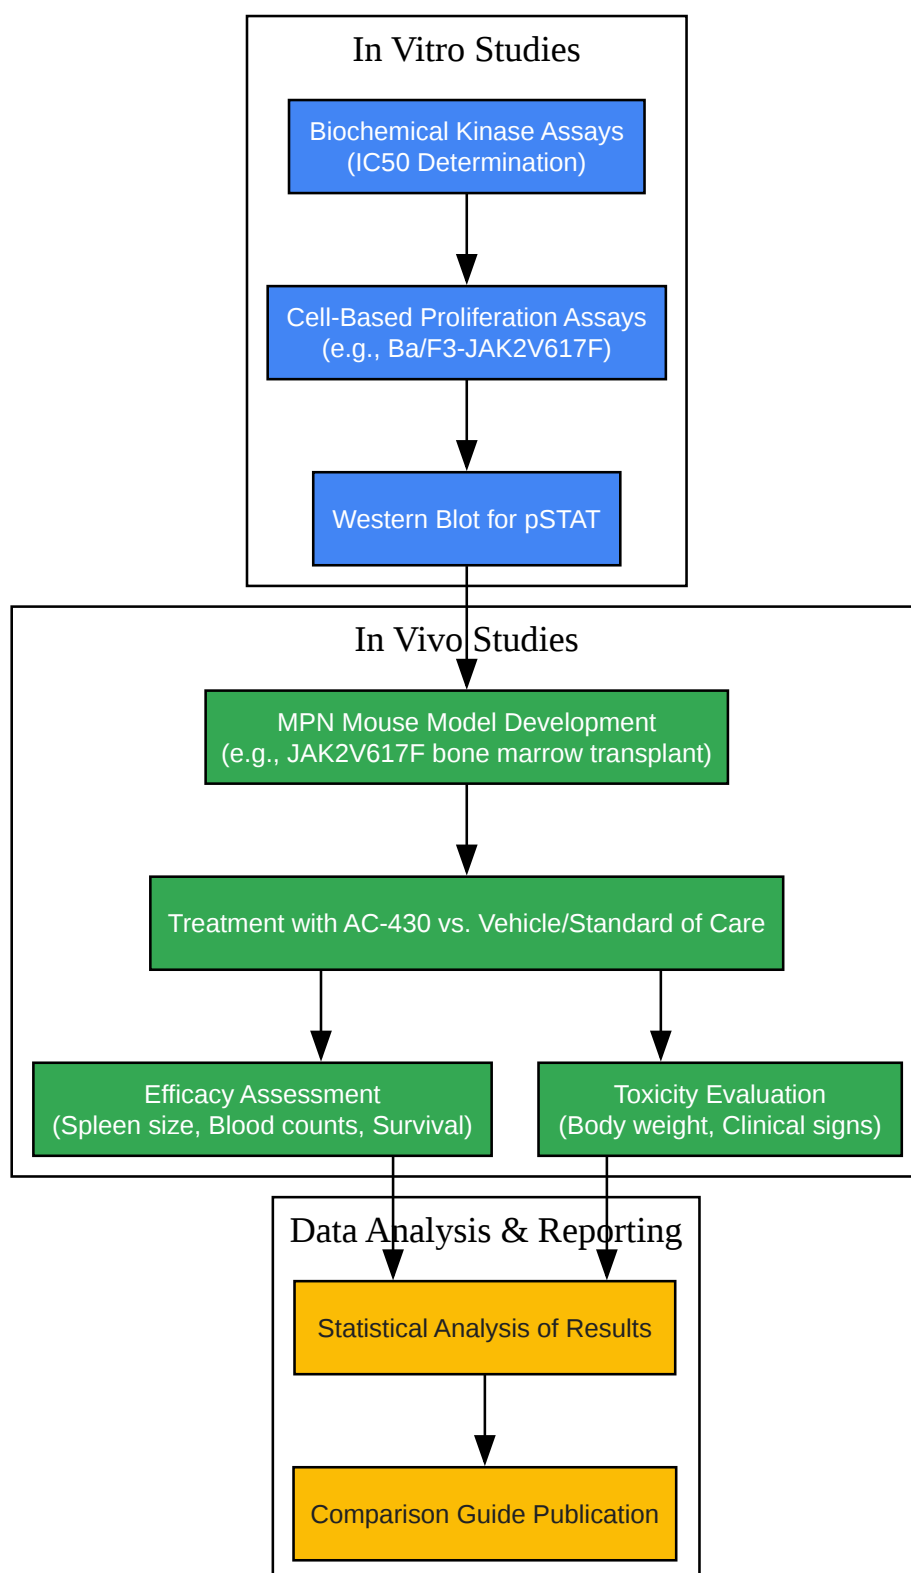 In Vitro Studies
Biochemical Kinase Assays
(IC50 Determination)
Cell-Based Proliferation Assays
(e.g., Ba/F3-JAK2V617F)
Western Blot for pSTAT
In Vivo Studies
MPN Mouse Model Development
(e.g., JAK2V617F bone marrow transplant)
Treatment with AC-430 vs. Vehicle/Standard of Care
Efficacy Assessment
(Spleen size, Blood counts, Survival)
Toxicity Evaluation
(Body weight, Clinical signs)
Data Analysis & Reporting
Statistical Analysis of Results
Comparison Guide Publication